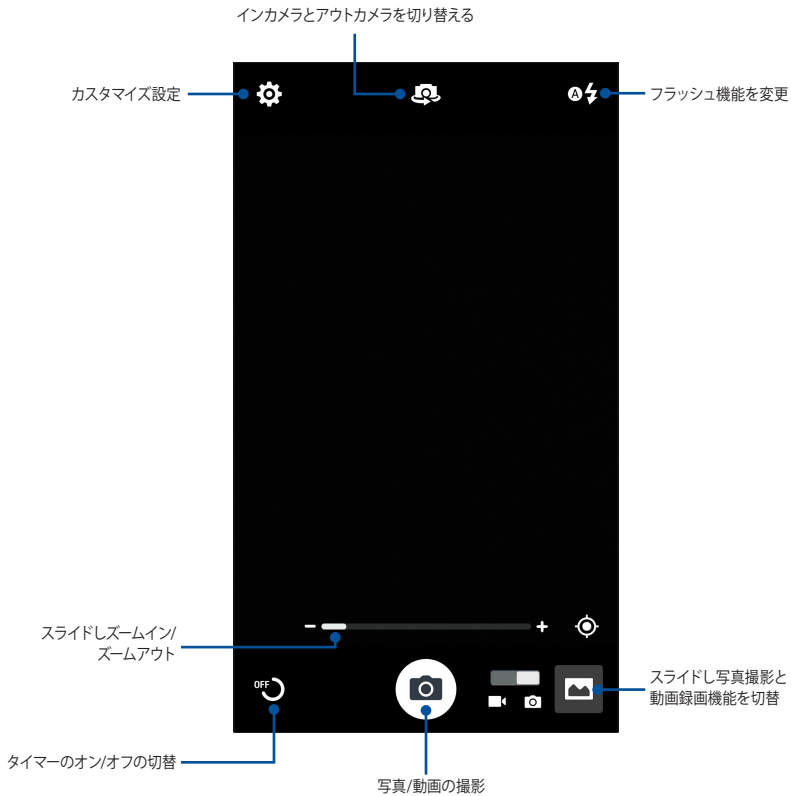 インカメラとアウトカメラを切り替える
カスタマイズ設定
A
フラッシュ機能を変更
スライドしズームイン/
ズームアウト
OFF
スライドし写真撮影と
動画録画機能を切替
タイマーのオン/オフの切替
写真/動画の撮影